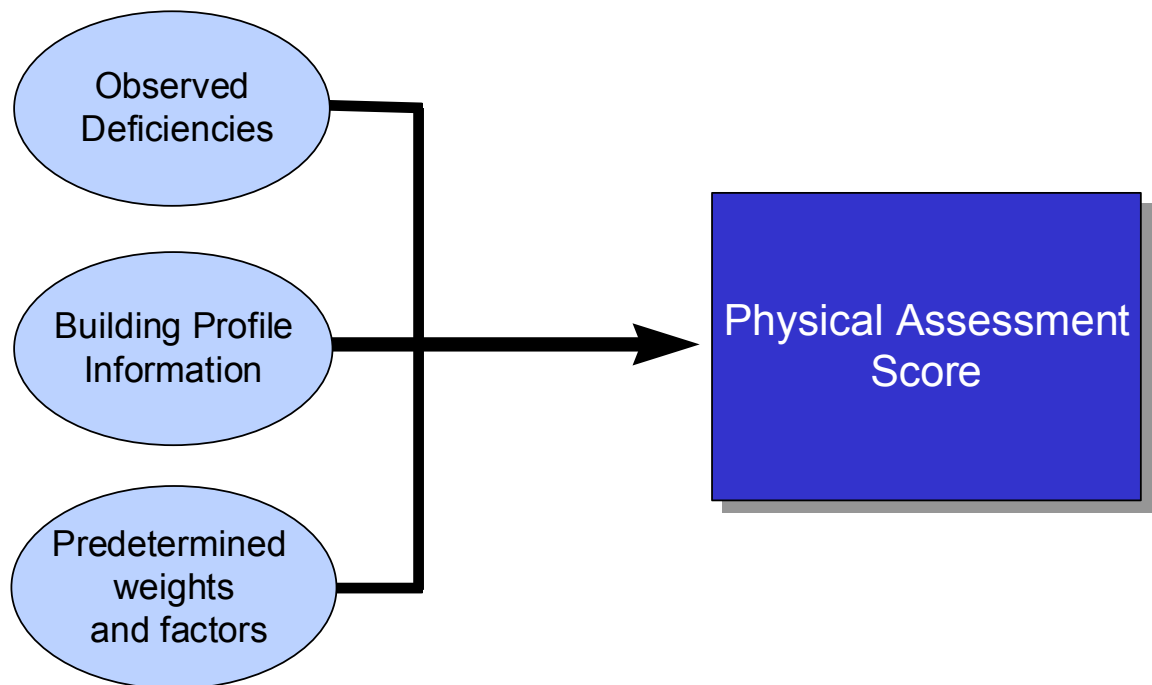 Observed
Deficiencies
Building Profile
Information
Predetermined
weights
and factors
Physical Assessment
Score